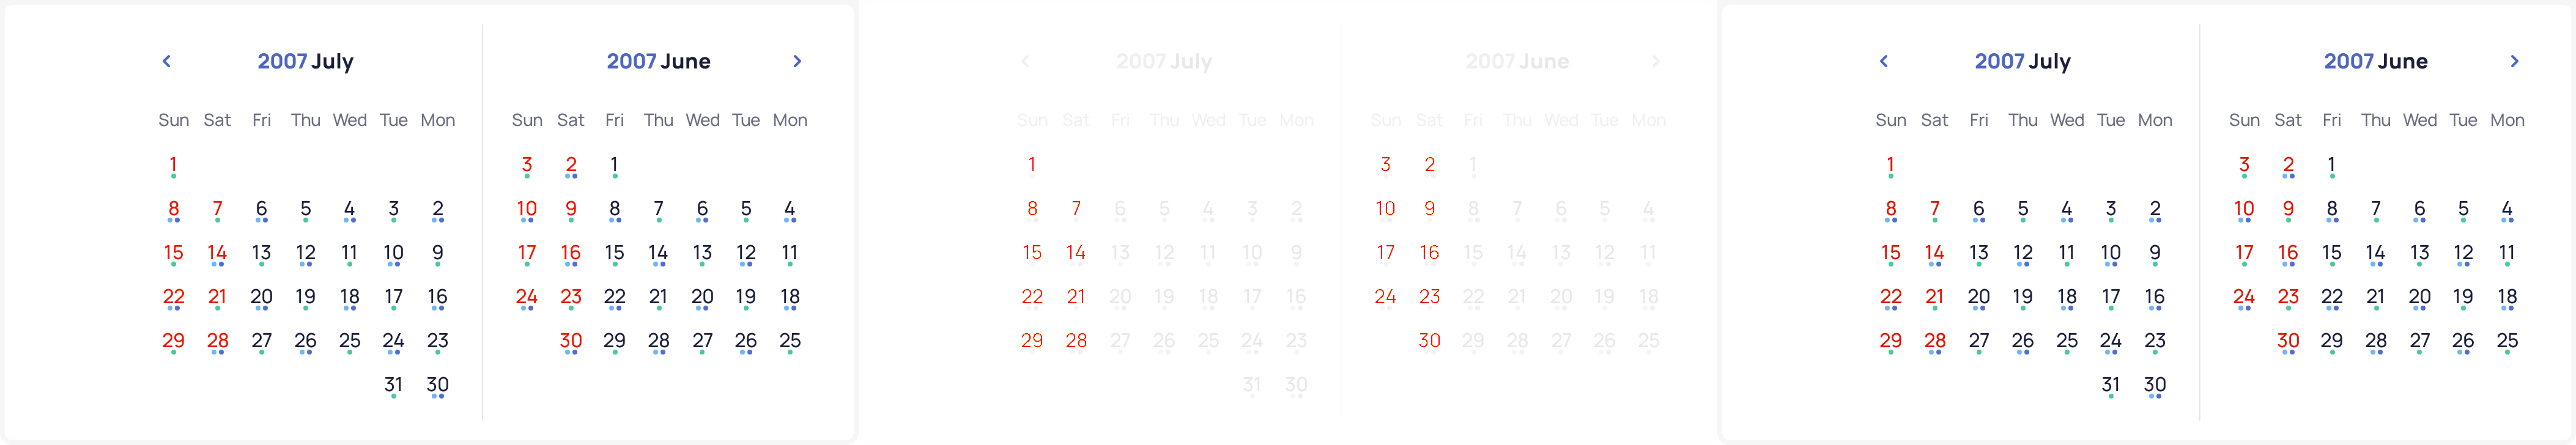 2007 July
Sun Sat Fri Thu Wed Tue Mon
1
8 7 6 5 4 3 2
15 14 13 12 11 10 9
22 21 20 19 18 17 16
29 28 27 26 25 24 23
31 30
2007 June
Sun Sat Fri Thu Wed Tue Mon
3 2 1
10 9 8 7 6 5 4
17 16 15 14 13 12 11
24 23 22 21 20 19 18
30 29 28 27 26 25
2007 July
Sun Sat Fri Thu Wed Tue Mon
1
8 7 6 5 4 3 2
15 14 13 12 11 10 9
22 21 20 19 18 17 16
29 28 27 26 25 24 23
31 30
2007 June
Sun Sat Fri Thu Wed Tue Mon
3 2 1
10 9 8 7 6 5 4
17 16 15 14 13 12 11
24 23 22 21 20 19 18
30 29 28 27 26 25
2007 July
Sun Sat Fri Thu Wed Tue Mon
1
8 7 6 5 4 3 2
15 14 13 12 11 10 9
22 21 20 19 18 17 16
29 28 27 26 25 24 23
31 30
2007 June
Sun Sat Fri Thu Wed Tue Mon
3 2 1
10 9 8 7 6 5 4
17 16 15 14 13 12 11
24 23 22 21 20 19 18
30 29 28 27 26 25